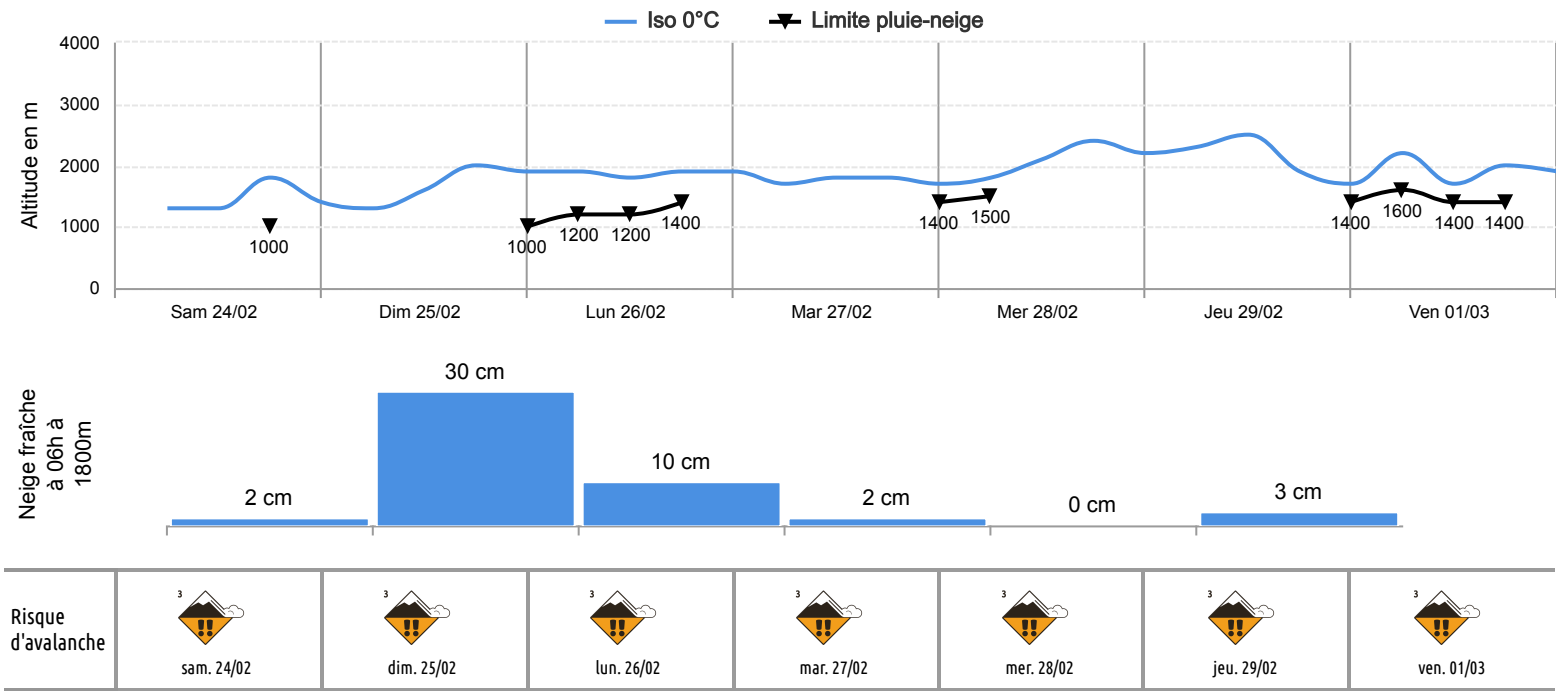 Iso 0°C
Limite pluie-neige
Altitude en m
4000
3000
2000
1000
0
1000
1000
1200
1200
1400
1400
1500
1400
1600
1400
1400
Sam 24/02
Dim 25/02
Lun 26/02
Mar 27/02
Mer 28/02
Jeu 29/02
Ven 01/03
Neige fraîche
à 06h à
1800m
2 cm
30 cm
10 cm
2 cm
0 cm
3 cm
Risque
d'avalanche
3
sam. 24/02
3
dim. 25/02
3
lun. 26/02
3
mar. 27/02
3
mer. 28/02
3
jeu. 29/02
3
ven. 01/03